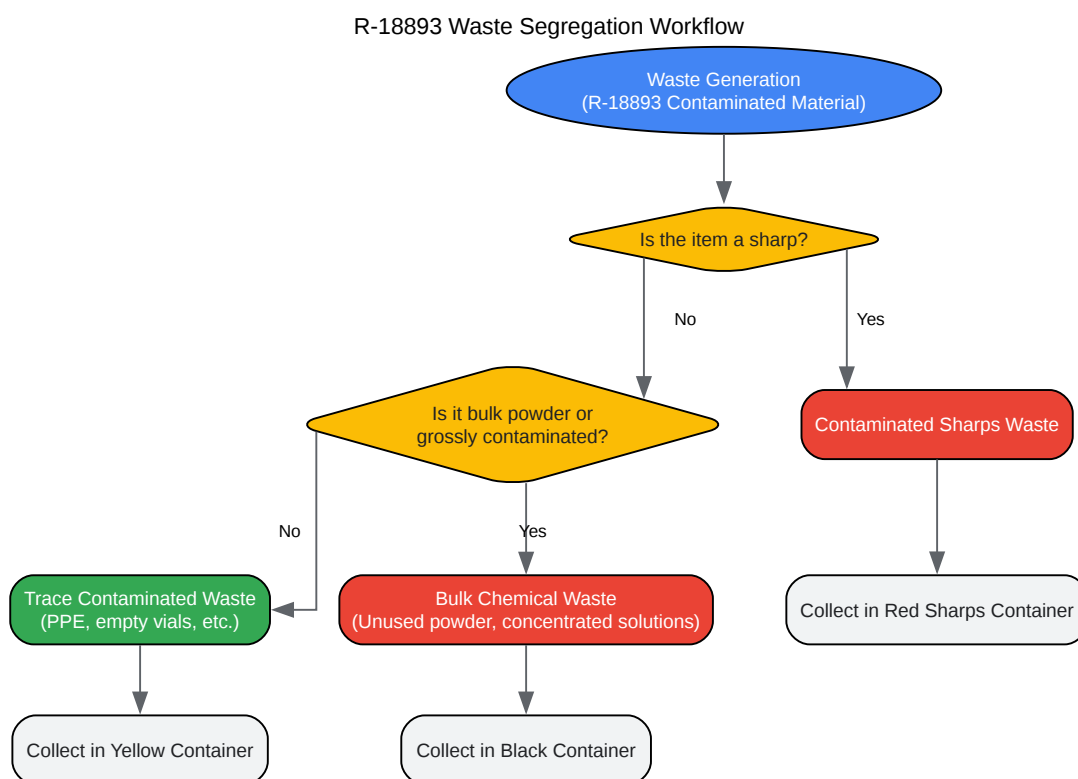 R-18893 Waste Segregation Workflow
Waste Generation
(R-18893 Contaminated Material)
Is the item a sharp?
No
Yes
Is it bulk powder or
grossly contaminated?
Contaminated Sharps Waste
No
Yes
Trace Contaminated Waste
(PPE, empty vials, etc.)
Bulk Chemical Waste
(Unused powder, concentrated solutions)
Collect in Red Sharps Container
Collect in Yellow Container
Collect in Black Container